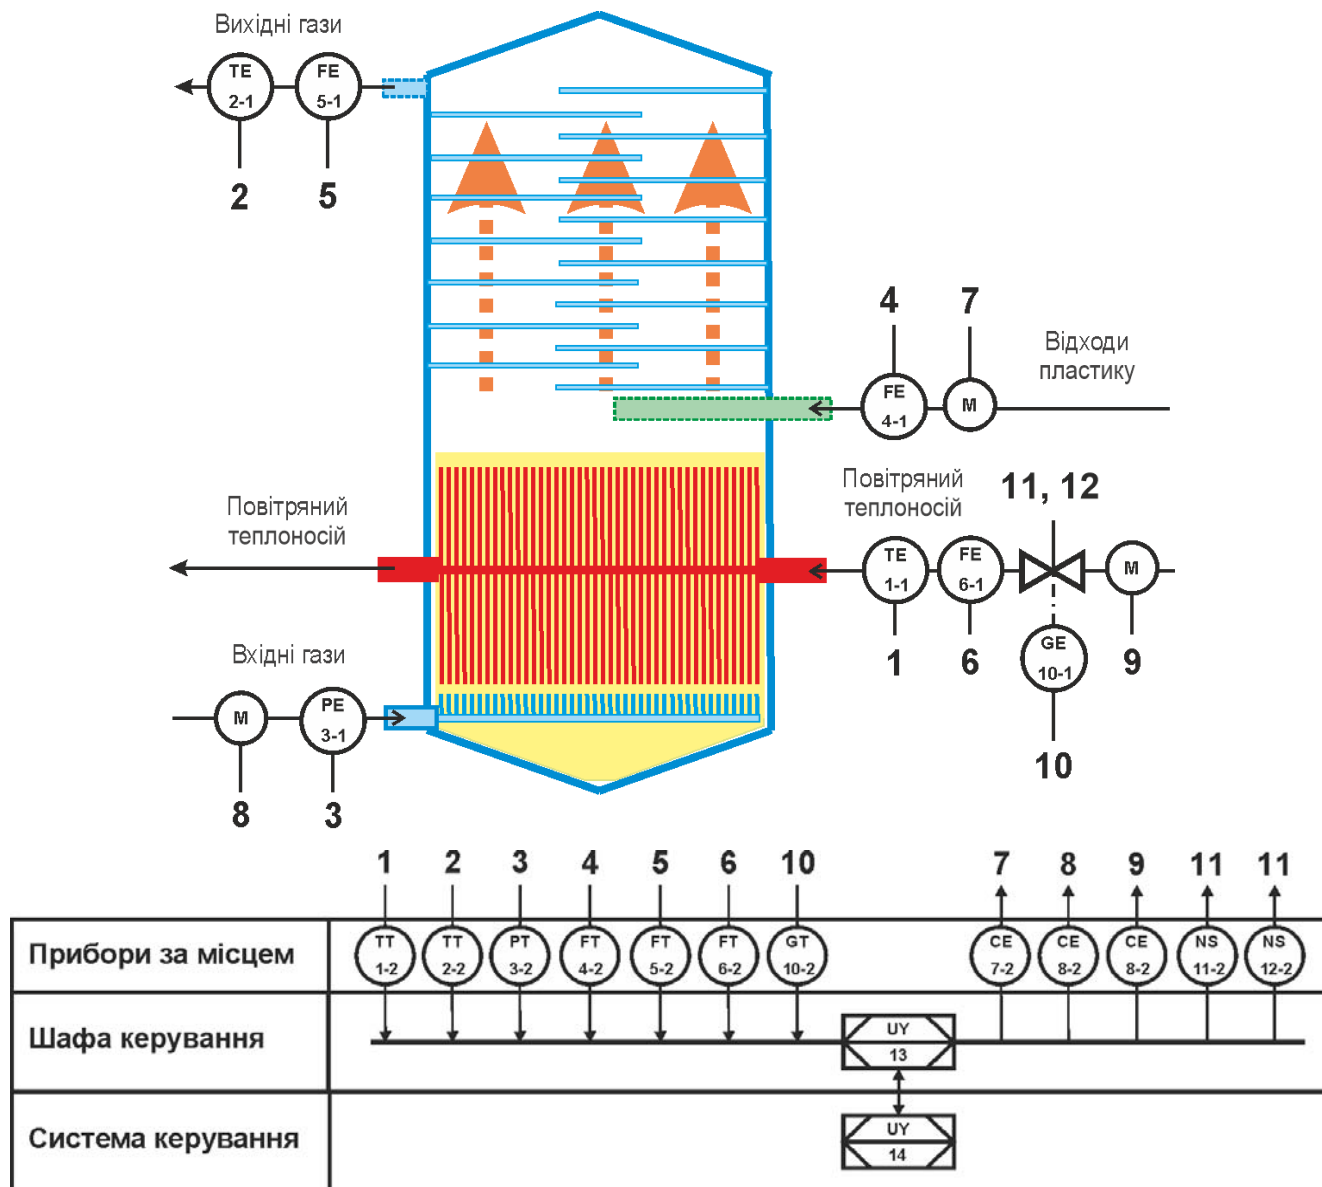 Вихідні гази
TE
2-1
FE
5-1
2
5
4
7
Відходи
пластику
FE
4-1
M
Повітряний
теплоносій
Повітряний
теплоносій
11, 12
TE
1-1
FE
6-1
M
1
6
GE
10-1
9
10
Вхідні гази
M
PE
3-1
8
3
1
2
3
4
5
6
10
7
8
9
11
11
Прибори за місцем
TT
1-2
TT
2-2
PT
3-2
FT
4-2
FT
5-2
FT
6-2
GT
10-2
CE
7-2
CE
8-2
CE
8-2
NS
11-2
NS
12-2
Шафа керування
UY
13
Система керування
UY
14